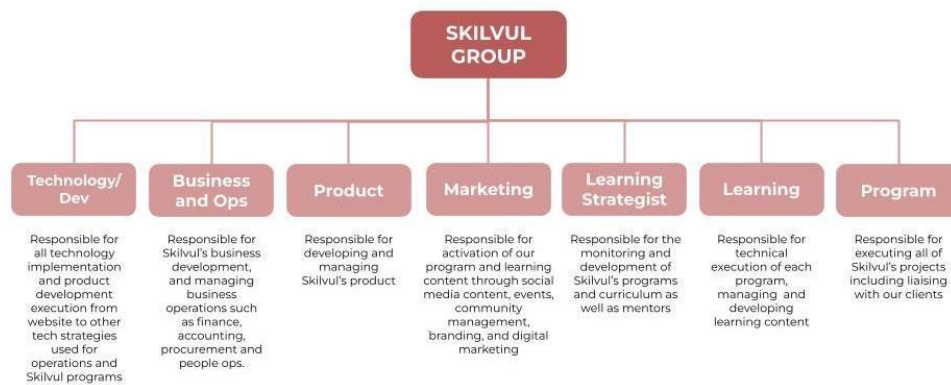 SKILVUL
GROUP
Technology/
Dev
Business
and Ops
Product
Marketing
Learning
Strategist
Learning
Program
Responsible for
all technology
implementation
and product
development
execution from
website to other
tech strategies
used for
operations and
Skilvul programs
Responsible for
Skilvul's business
development,
and managing
business
operations such
as finance,
accounting,
procurement and
people ops.
Responsible for
developing and
managing
Skilvul's product
Responsible for
activation of our
program and learning
content through social
media content, events,
community
management,
branding, and digital
marketing
Responsible for the
monitoring and
development of
Skilvul's programs
and curriculum as
well as mentors
Responsible for
technical
execution of each
program,
managing and
developing
learning content
Responsible for
executing all of
Skilvul's projects
including liaising
with our clients